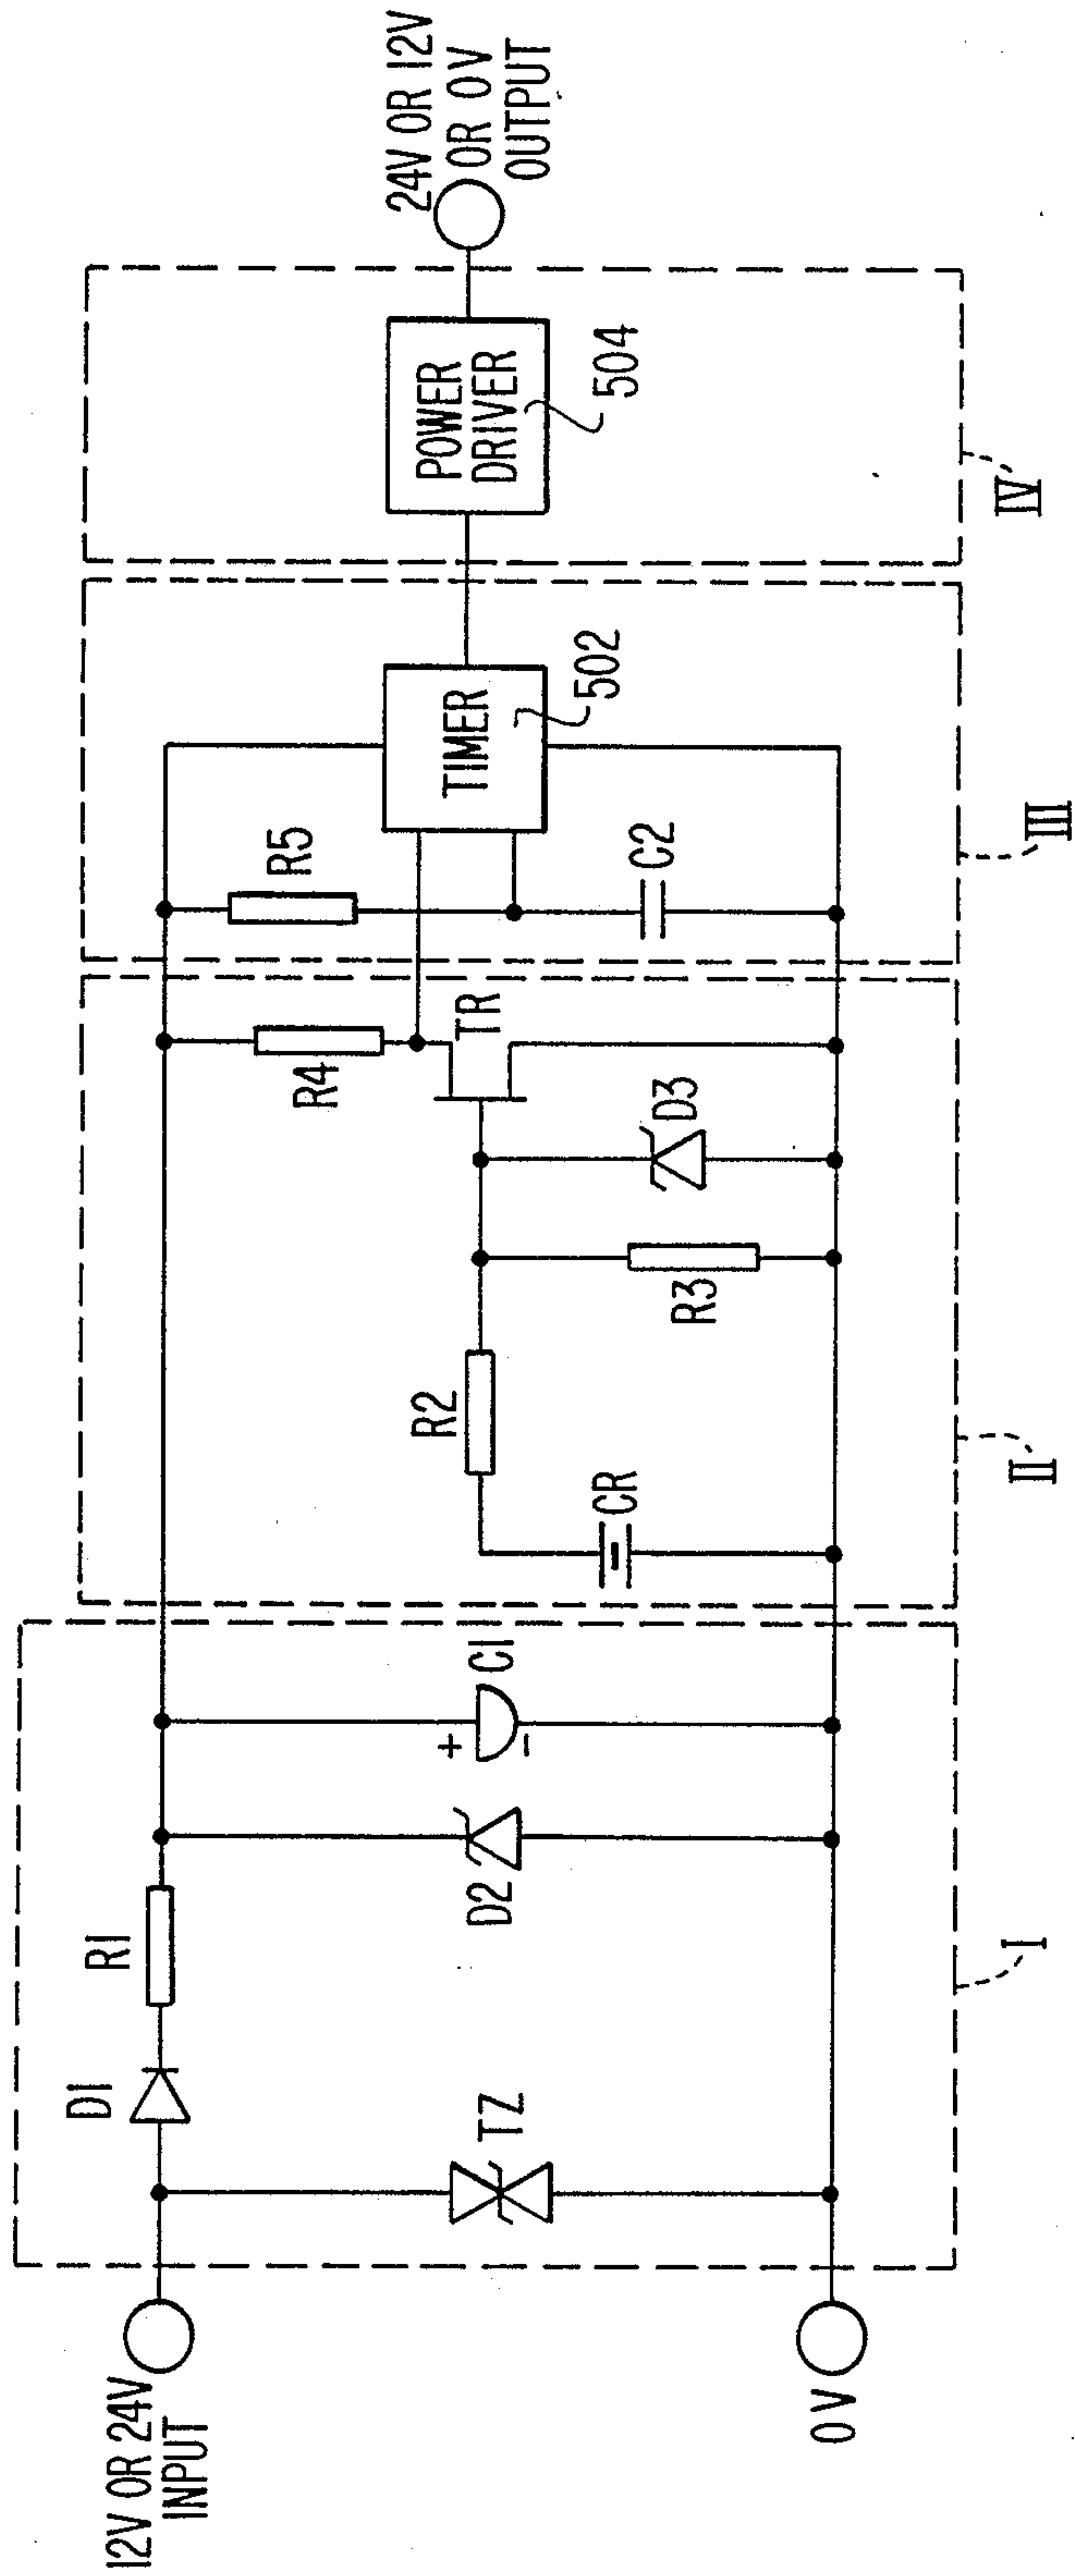 12V OR 24V
INPUT
0V
D1
R1
TZ
D2
C1
+
-
I
CR
R2
R3
D3
R4
TR
II
R5
C2
TIMER
502
III
POWER
DRIVER
504
IV
24V OR 12V
OR 0V
OUTPUT